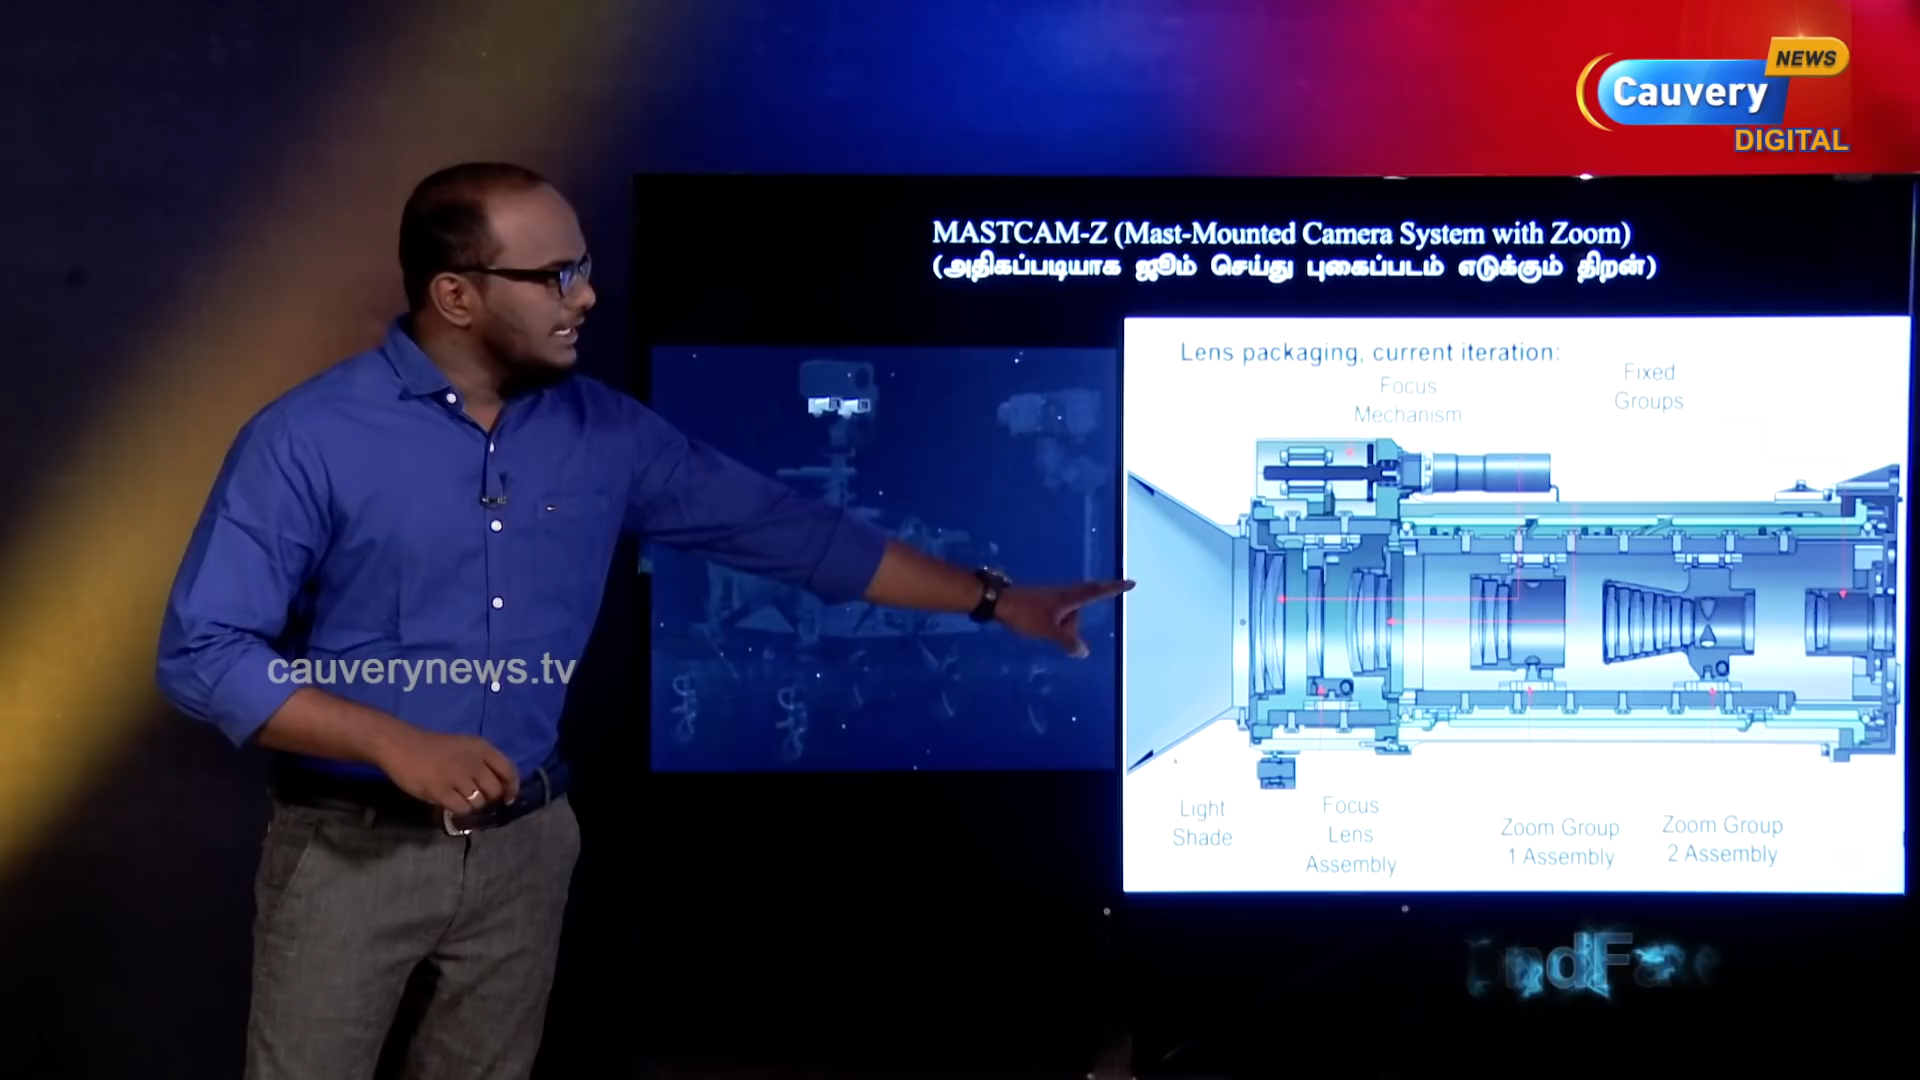 NEWS
Cauvery
DIGITAL
MASTCAM-Z (Mast-Mounted Camera System with Zoom)
(அதிகப்படியாக ஜூம் செய்து புகைப்படம் எடுக்கும் திறன்)
Lens packaging, current iteration:
Focus
Mechanism
Fixed
Groups
cauverynews.tv
Light
Shade
Focus
Lens
Assembly
Zoom Group
1 Assembly
Zoom Group
2 Assembly